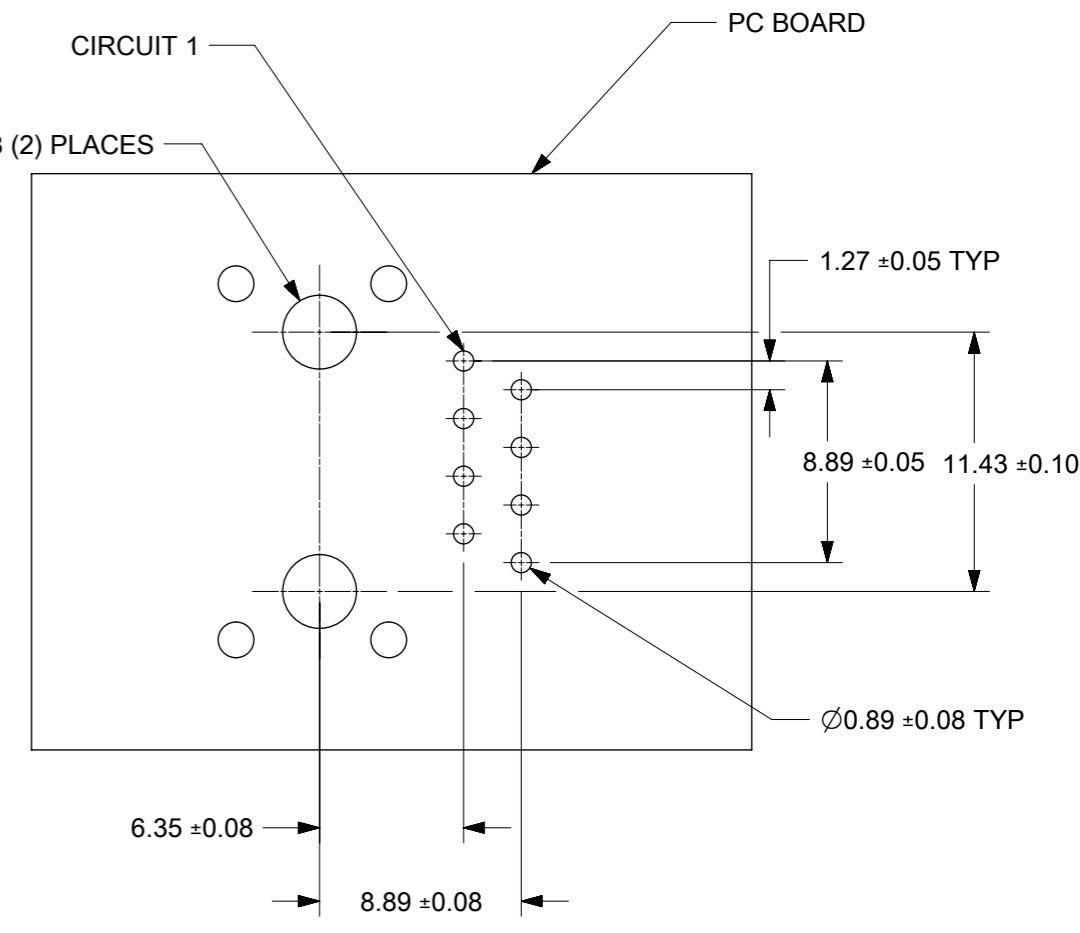 PC BOARD
CIRCUIT 1
(2) PLACES
1.27 ±0.05 TYP
8.89 ±0.05
11.43 ±0.10
Ø0.89 ±0.08 TYP
6.35 ±0.08
8.89 ±0.08